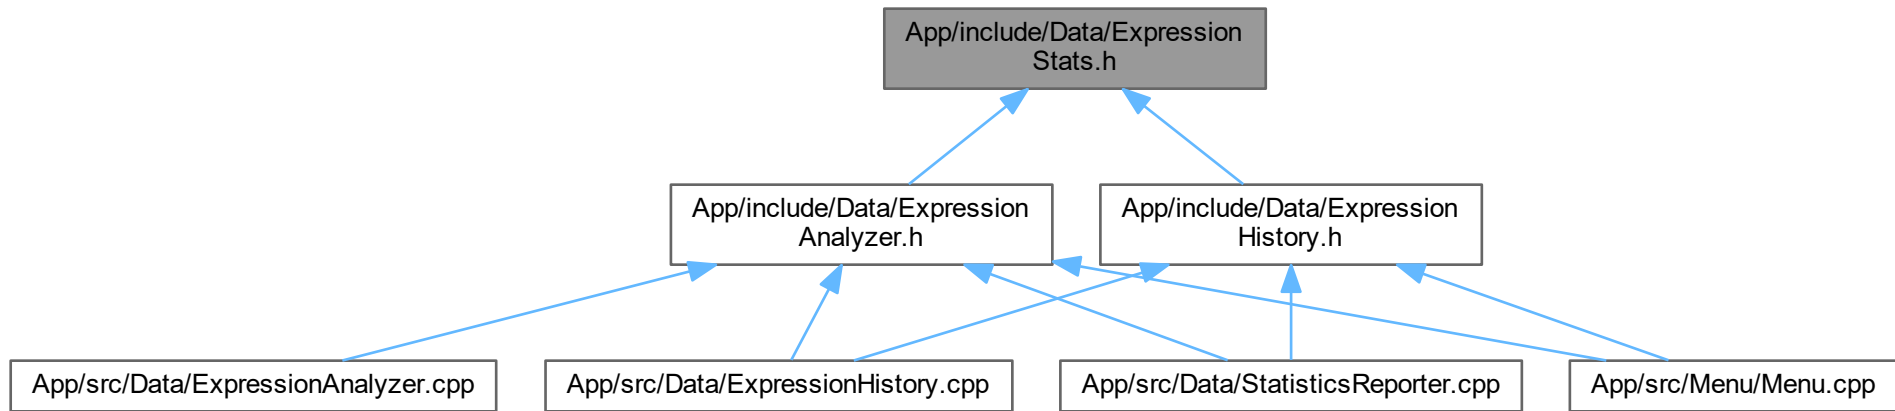 App/include/Data/Expression
Stats.h
App/include/Data/Expression
Analyzer.h
App/include/Data/Expression
History.h
App/src/Data/ExpressionAnalyzer.cpp
App/src/Data/ExpressionHistory.cpp
App/src/Data/StatisticsReporter.cpp
App/src/Menu/Menu.cpp